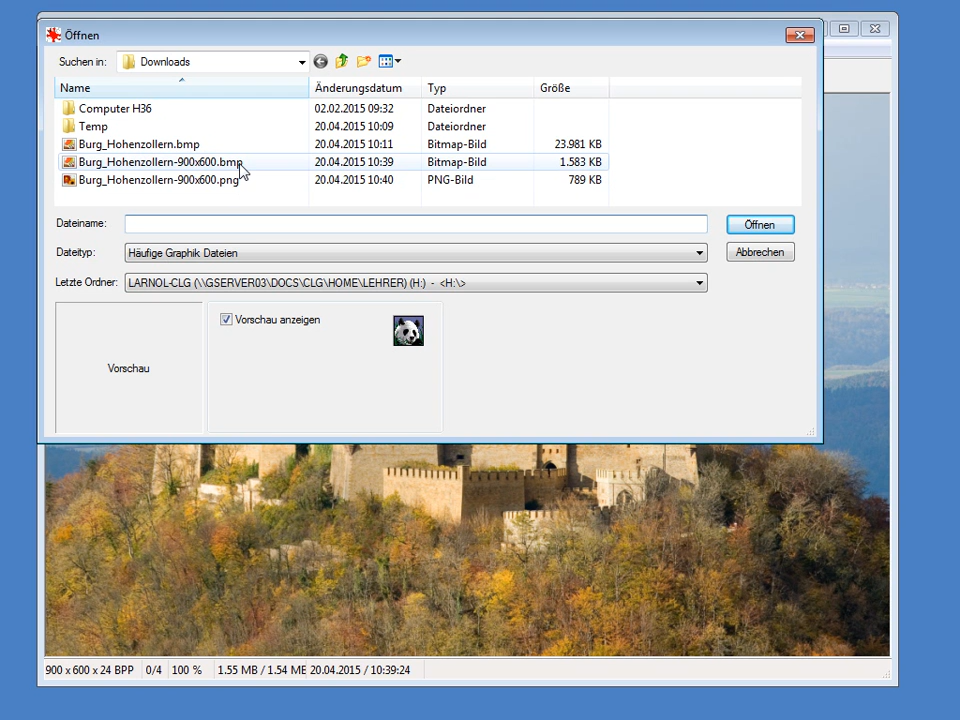 Öffnen
Suchen in: Downloads
Name Änderungsdatum Typ Größe
Computer H36 02.02.2015 09:32 Dateiordner
Temp 20.04.2015 10:09 Dateiordner
Burg_Hohenzollern.bmp 20.04.2015 10:11 Bitmap-Bild 23.981 KB
Burg_Hohenzollern-900x600.bmp 20.04.2015 10:39 Bitmap-Bild 1.583 KB
Burg_Hohenzollern-900x600.png 20.04.2015 10:40 PNG-Bild 789 KB
Dateiname: Öffnen
Dateityp: Häufige Graphik Dateien Abbrechen
Letzte Ordner: LARNOL-CLG (\\GSERVER03\DOCS\CLG\HOME\LEHRER) (H:) - <H:\>
Vorschau anzeigen
Vorschau
900 x 600 x 24 BPP 0/4 100 % 1.55 MB / 1.54 ME 20.04.2015 / 10:39:24